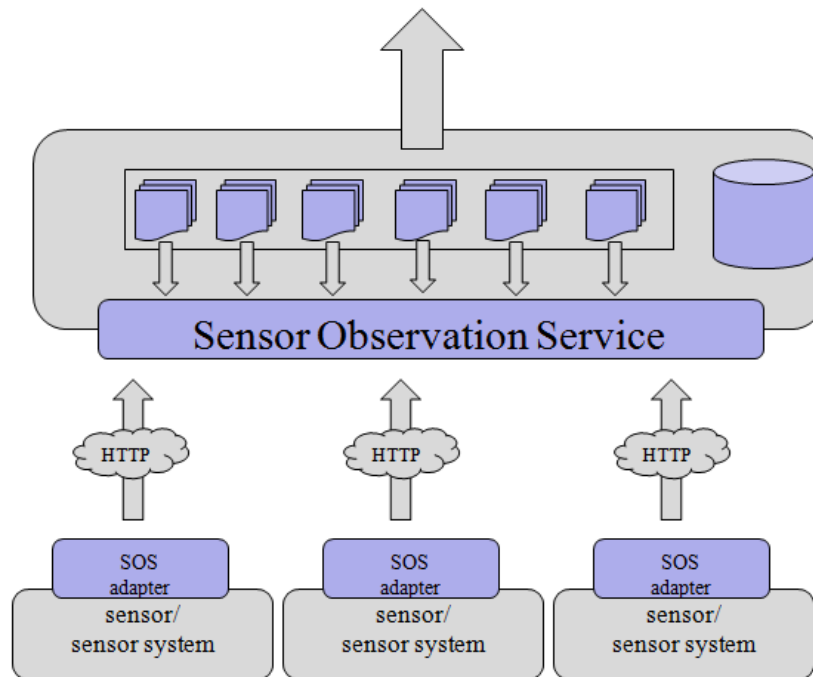 Sensor Observation Service
HTTP
HTTP
HTTP
SOS
adapter
SOS
adapter
SOS
adapter
sensor/
sensor system
sensor/
sensor system
sensor/
sensor system